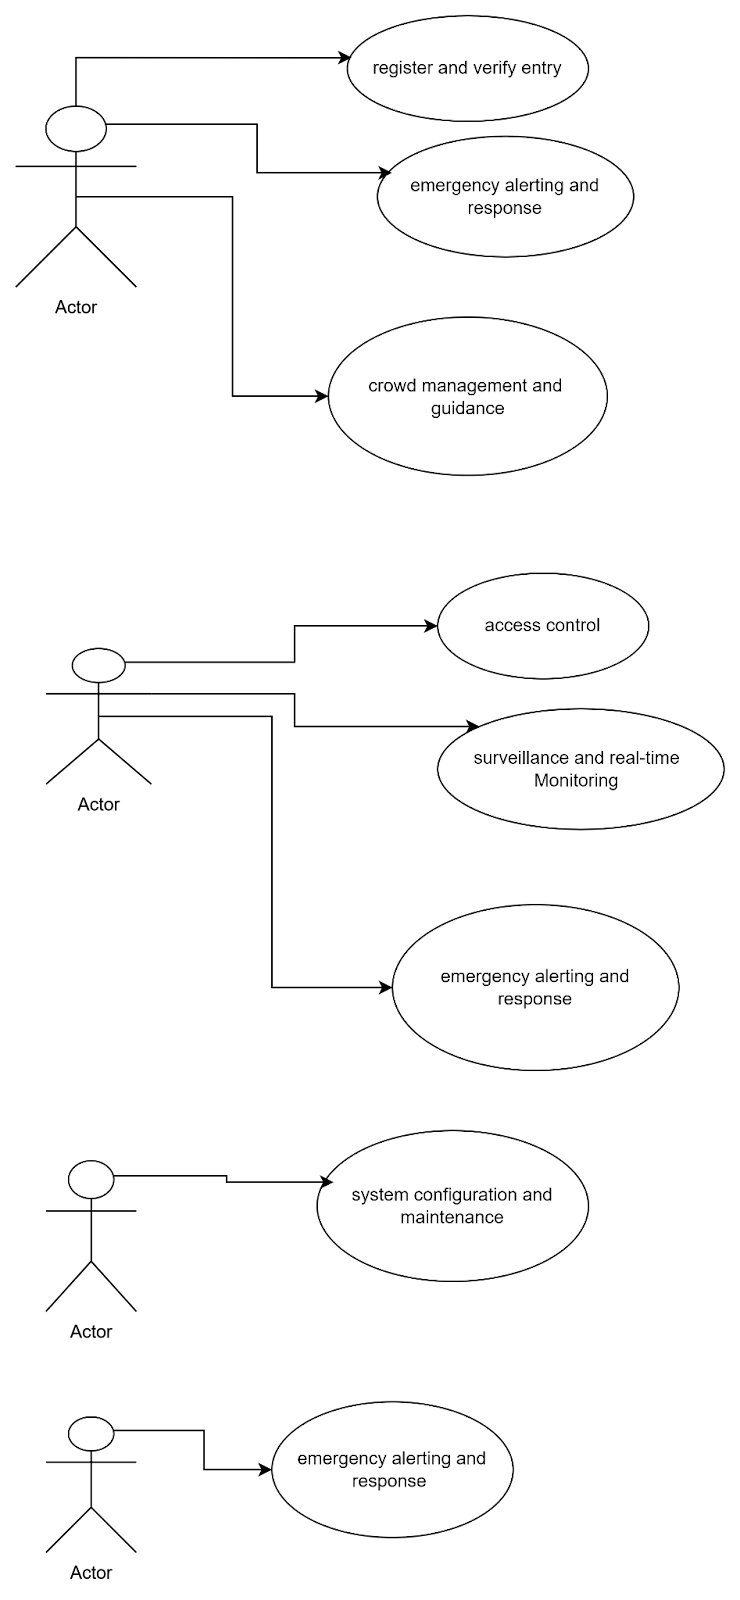 register and verify entry
emergency alerting and
response
Actor
crowd management and
guidance
access control
surveillance and real-time
Monitoring
Actor
emergency alerting and
response
system configuration and
maintenance
Actor
emergency alerting and
response
Actor